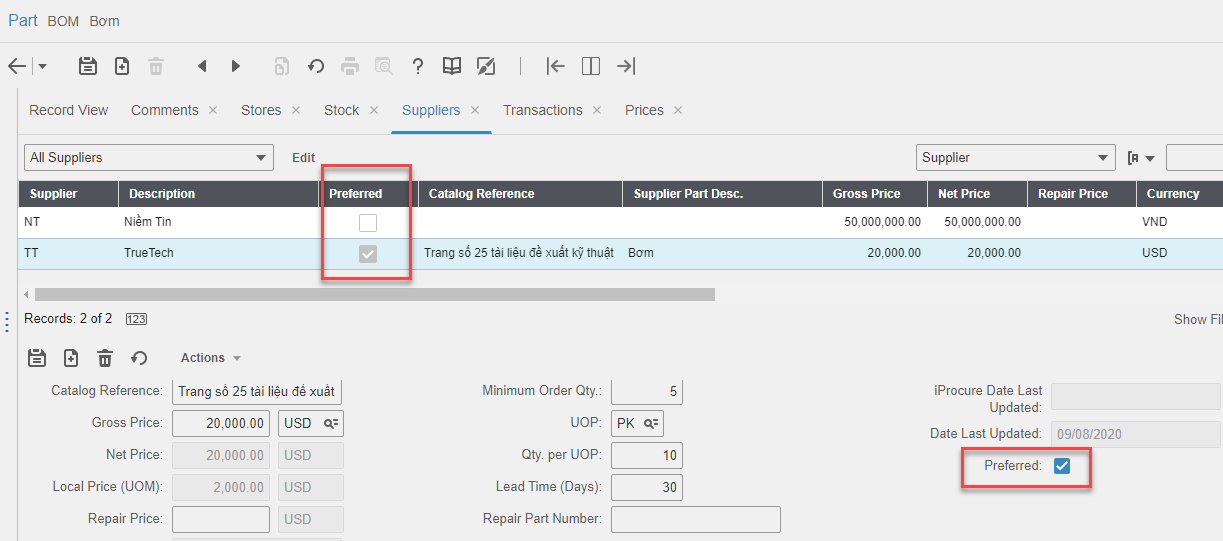 Part BOM Bơm
Record View Comments × Stores × Stock × Suppliers × Transactions × Prices ×
All Suppliers Edit Supplier
Supplier Description Preferred Catalog Reference Supplier Part Desc. Gross Price Net Price Repair Price Currency
NT Niềm Tin 50,000,000.00 50,000,000.00 VND
TT TrueTech Trang số 25 tài liệu đề xuất kỹ thuật Bơm 20,000.00 20,000.00 USD
Records: 2 of 2 123 Show Fil
Actions
Catalog Reference: Trang số 25 tài liệu đề xuất Minimum Order Qty.: 5 iProcure Date Last
Updated:
Gross Price: 20,000.00 USD UOP: PK Date Last Updated: 09/08/2020
Net Price: 20,000.00 USD Qty. per UOP: 10 Preferred:
Local Price (UOM): 2,000.00 USD Lead Time (Days): 30
Repair Price: USD Repair Part Number: